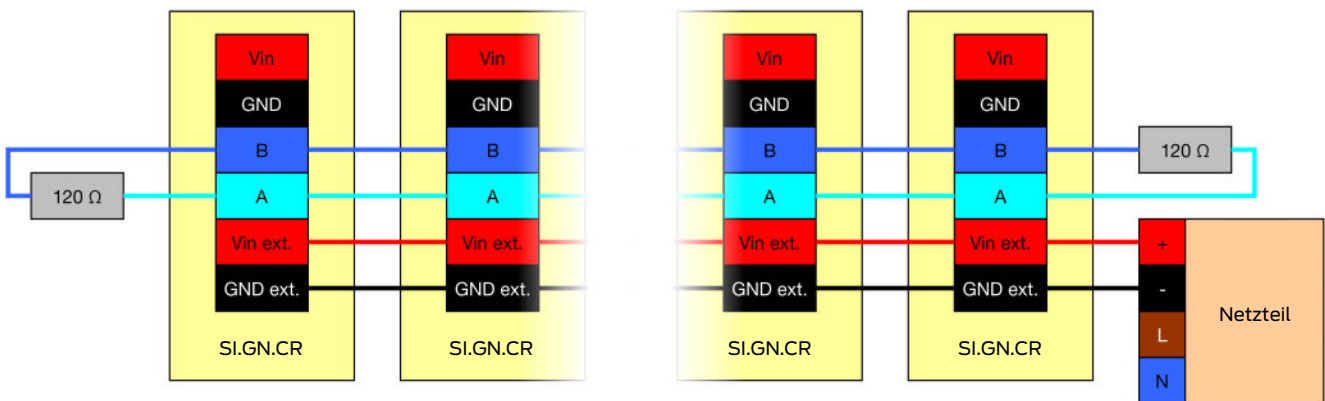 Vin Vin Vin Vin
GND GND GND GND
B B B B 120 Ω
120 Ω A A A A
Vin ext. Vin ext. Vin ext. Vin ext. +
GND ext. GND ext. GND ext. GND ext. -
Netzteil
SI.GN.CR SI.GN.CR SI.GN.CR SI.GN.CR L
N